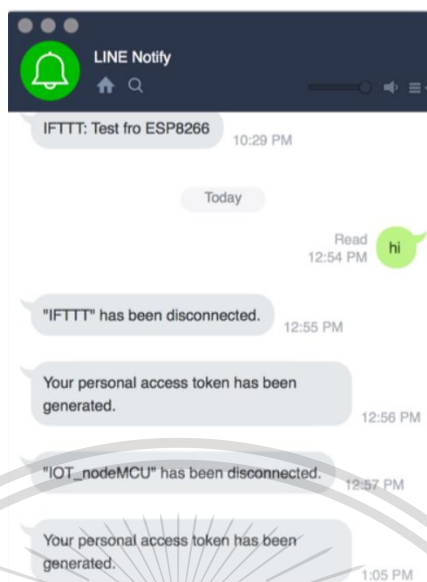 LINE Notify
IFTTT: Test fro ESP8266
10:29 PM
Today
Read
12:54 PM
hi
"IFTTT" has been disconnected.
12:55 PM
Your personal access token has been
generated.
12:56 PM
"IOT_nodeMCU" has been disconnected.
12:57 PM
Your personal access token has been
generated.
1:05 PM